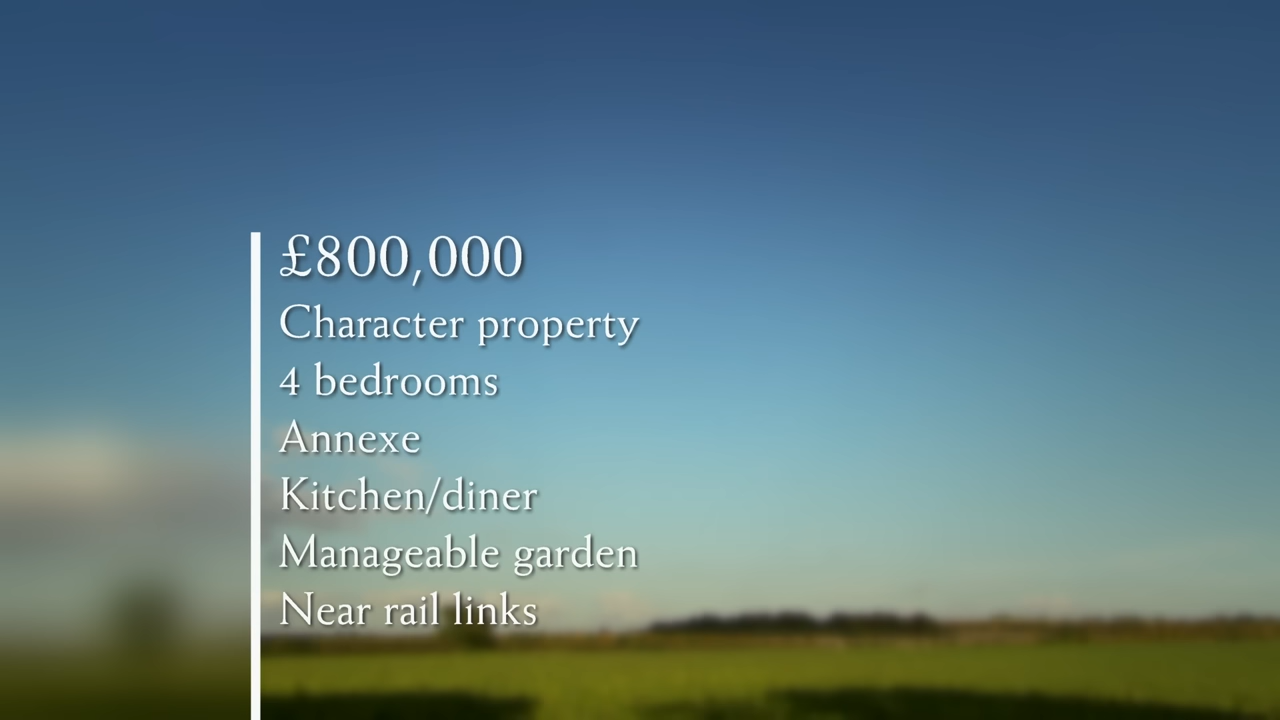 £800,000
Character property
4 bedrooms
Annexe
Kitchen/diner
Manageable garden
Near rail links